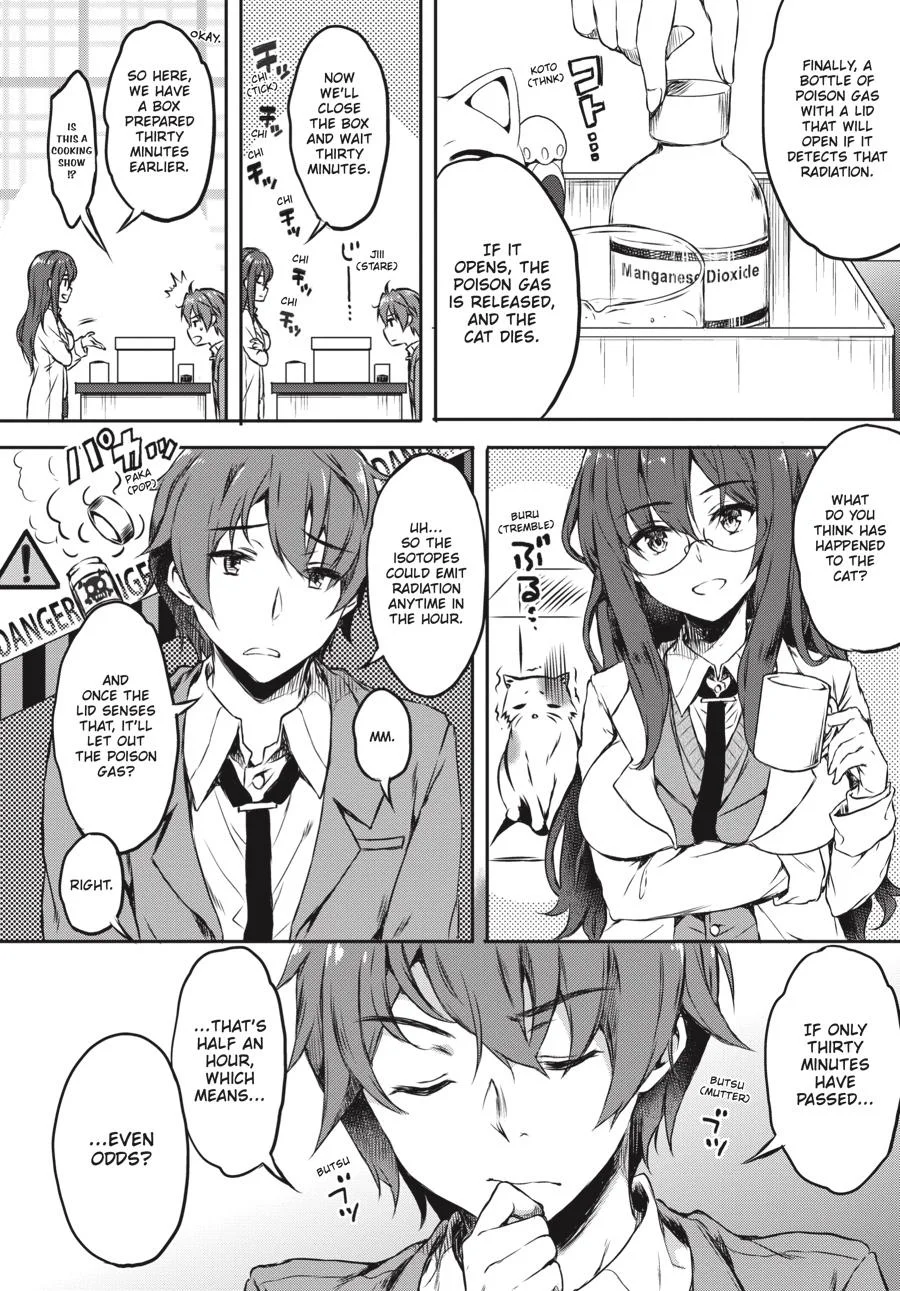 FINALLY, A
BOTTLE OF
POISON GAS
WITH A LID
THAT WILL
OPEN IF IT
DETECTS THAT
RADIATION.
KOTO
(THNK)
コト…
Manganese Dioxide
IF IT
OPENS, THE
POISON GAS
IS RELEASED,
AND THE
CAT DIES.
NOW
WE'LL
CLOSE
THE BOX
AND WAIT
THIRTY
MINUTES.
CHI
(TICK)
チッ
CHI
チッ
CHI
チッ
CHI
チッ
CHI
チッ
CHI
チッ
JIII
(STARE)
じーっ
OKAY.
SO HERE,
WE HAVE
A BOX
PREPARED
THIRTY
MINUTES
EARLIER.
IS
THIS A
COOKING
SHOW
!?
WHAT
DO YOU
THINK HAS
HAPPENED
TO THE
CAT?
BURU
(TREMBLE)
ぶる…
UH...
SO THE
ISOTOPES
COULD EMIT
RADIATION
ANYTIME IN
THE HOUR.
MM.
パカッ
PAKA
(POP)
DANGER
NGER
AND
ONCE THE
LID SENSES
THAT, IT'LL
LET OUT
THE POISON
GAS?
RIGHT.
IF ONLY
THIRTY
MINUTES
HAVE
PASSED...
BUTSU
(MUTTER)
ブツ
...THAT'S
HALF AN
HOUR,
WHICH
MEANS...
BUTSU
ブツ
...EVEN
ODDS?